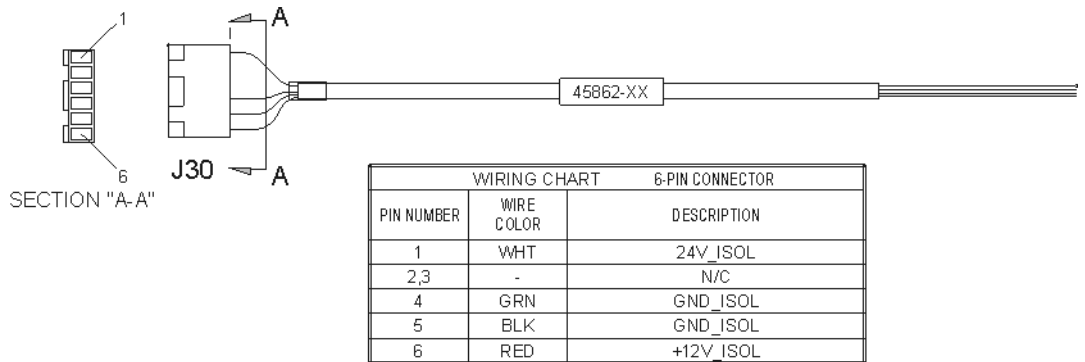 1
A
45862-XX
6
J30
A
SECTION "A-A"
WIRING CHART 6-PIN CONNECTOR
PIN NUMBER WIRE COLOR DESCRIPTION
1 WHT 24V_ISOL
2,3 - N/C
4 GRN GND_ISOL
5 BLK GND_ISOL
6 RED +12V_ISOL